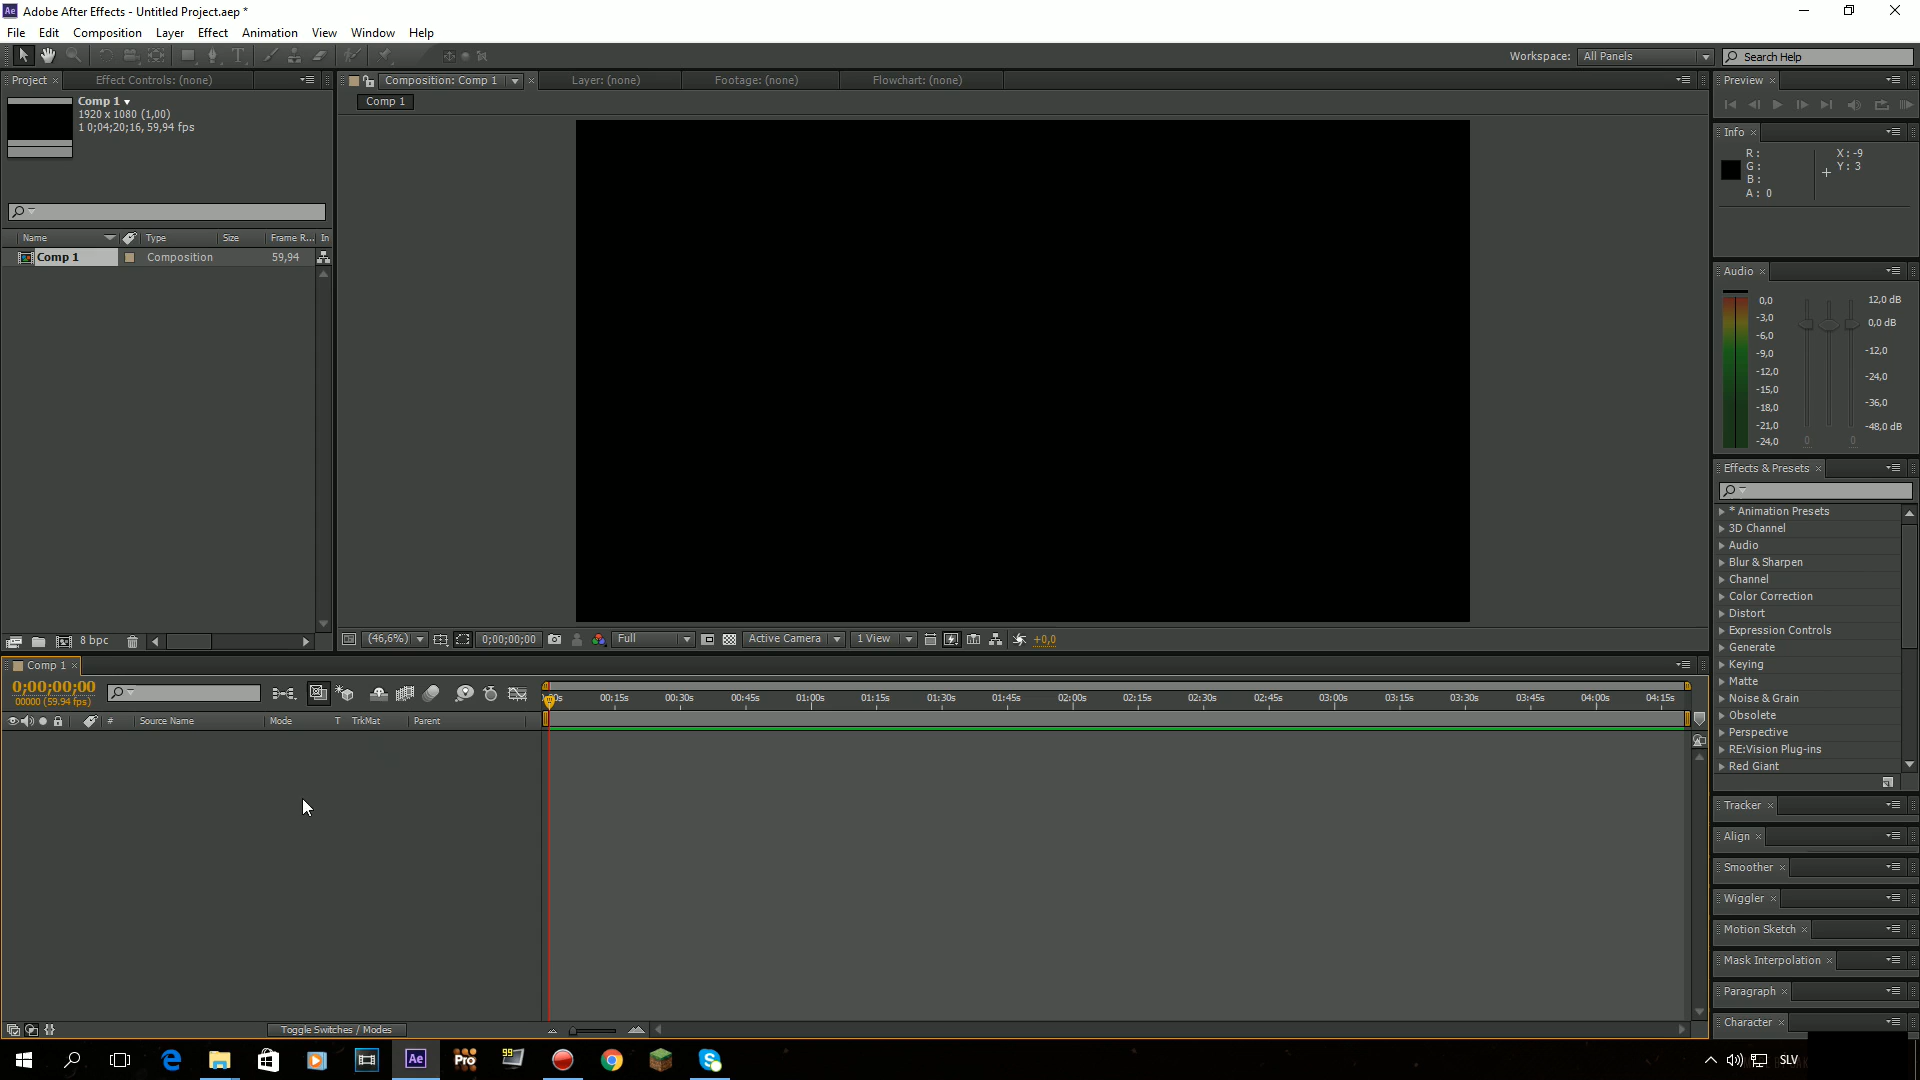 Ae Adobe After Effects - Untitled Project.aep *
File Edit Composition Layer Effect Animation View Window Help
Workspace: All Panels Search Help
Project Effect Controls: (none)
Composition: Comp 1 Layer: (none) Footage: (none) Flowchart: (none)
Preview
Comp 1
1920 x 1080 (1,00)
1 0;04;20;16, 59,94 fps
Comp 1
Info
R :
G :
B :
A : 0
X : -9
Y : 3
Name Type Size Frame R... In
Comp 1 Composition 59,94
Audio
0,0
-3,0
-6,0
-9,0
-12,0
-15,0
-18,0
-21,0
-24,0
12,0 dB
0,0 dB
-12,0
-24,0
-36,0
-48,0 dB
0 0
Effects & Presets
* Animation Presets
3D Channel
Audio
Blur & Sharpen
Channel
Color Correction
Distort
Expression Controls
Generate
Keying
Matte
Noise & Grain
Obsolete
Perspective
RE:Vision Plug-ins
Red Giant
8 bpc
(46,6%) 0;00;00;00 Full Active Camera 1 View +0,0
Comp 1
0;00;00;00
00000 (59.94 fps)
00:15s 00:30s 00:45s 01:00s 01:15s 01:30s 01:45s 02:00s 02:15s 02:30s 02:45s 03:00s 03:15s 03:30s 03:45s 04:00s 04:15s
# Source Name Mode T TrkMat Parent
Tracker
Align
Smoother
Wiggler
Motion Sketch
Mask Interpolation
Paragraph
Character
Toggle Switches / Modes
Ae Pro 99 SLV